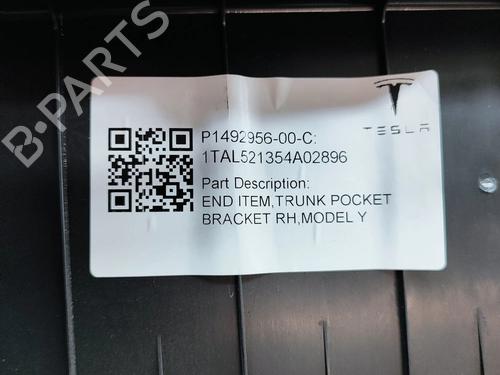 B-PARTS
P1492956-00-C:
1TAL521354A02896
TESLA
Part Description:
END ITEM,TRUNK POCKET
BRACKET RH,MODEL Y